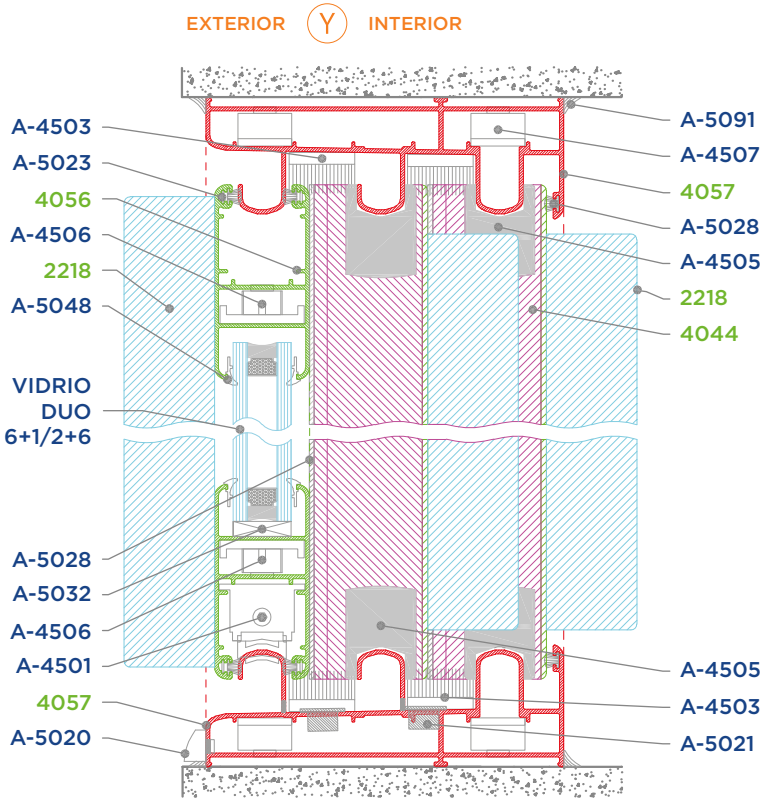 EXTERIOR Y INTERIOR
A-4503
A-5023
4056
A-4506
2218
A-5048
VIDRIO
DUO
6+1/2+6
A-5028
A-5032
A-4506
A-4501
4057
A-5020
A-5091
A-4507
4057
A-5028
A-4505
2218
4044
A-4505
A-4503
A-5021